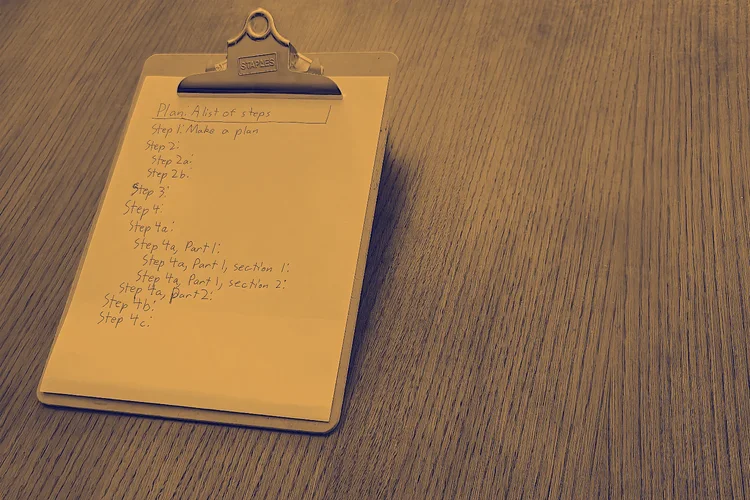 STAPLES
Plan: A list of steps
Step 1: Make a plan
Step 2:
Step 2a:
Step 2b:
Step 3:
Step 4:
Step 4a:
Step 4a, Part 1:
Step 4a, Part 1, section 1:
Step 4a, Part 1, section 2:
Step 4a, Part 2:
Step 4b:
Step 4c: